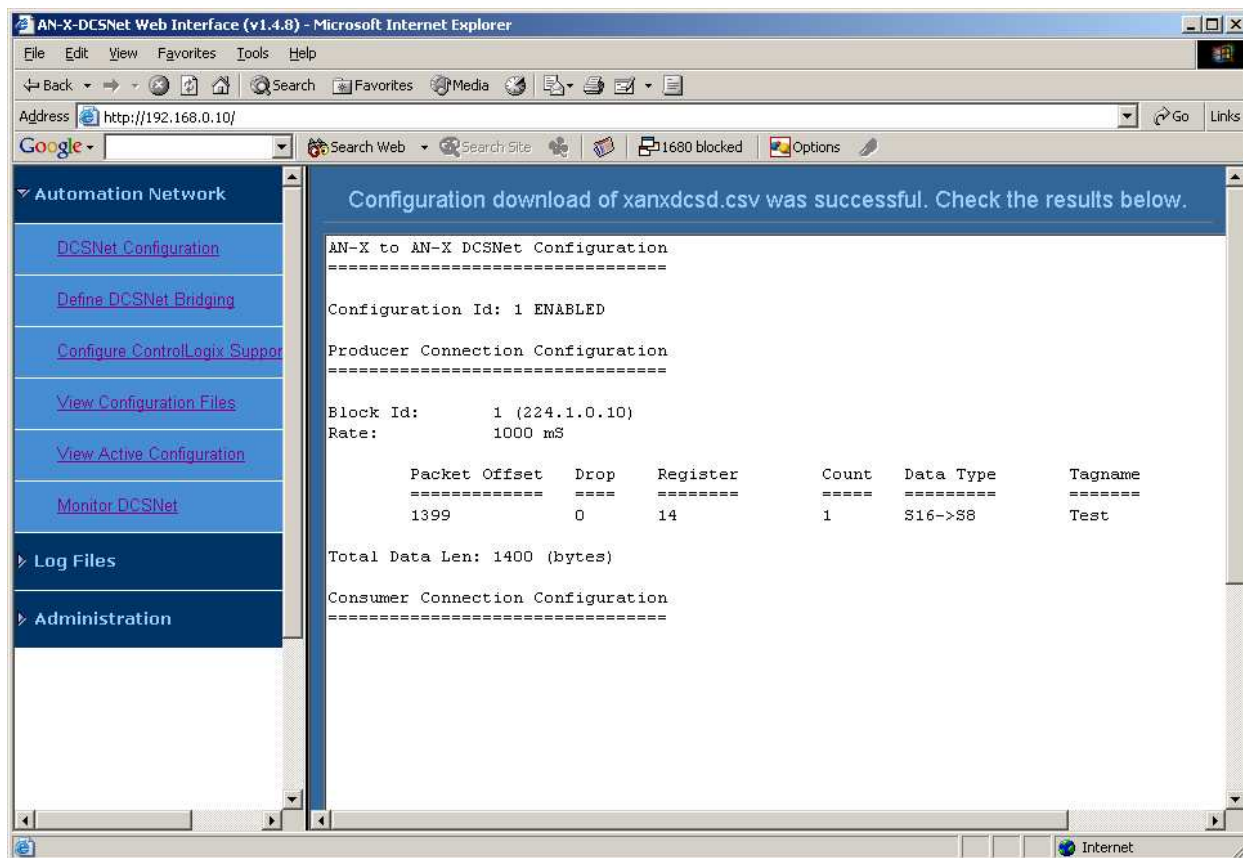 AN-X-DCSNet Web Interface (v1.4.8) - Microsoft Internet Explorer
File Edit View Favorites Tools Help
Back Search Favorites Media
Address http://192.168.0.10/ Go Links
Google Search Web Search Site 1680 blocked Options
Automation Network
DCSNet Configuration
Define DCSNet Bridging
Configure ControlLogix Suppor
View Configuration Files
View Active Configuration
Monitor DCSNet
Log Files
Administration
Configuration download of xanxdcsd.csv was successful. Check the results below.
AN-X to AN-X DCSNet Configuration
=================================
Configuration Id: 1 ENABLED
Producer Connection Configuration
=================================
Block Id: 1 (224.1.0.10)
Rate: 1000 mS
Packet Offset Drop Register Count Data Type Tagname
============= ==== ======== ===== ========= =======
1399 0 14 1 S16->S8 Test
Total Data Len: 1400 (bytes)
Consumer Connection Configuration
=================================
Internet